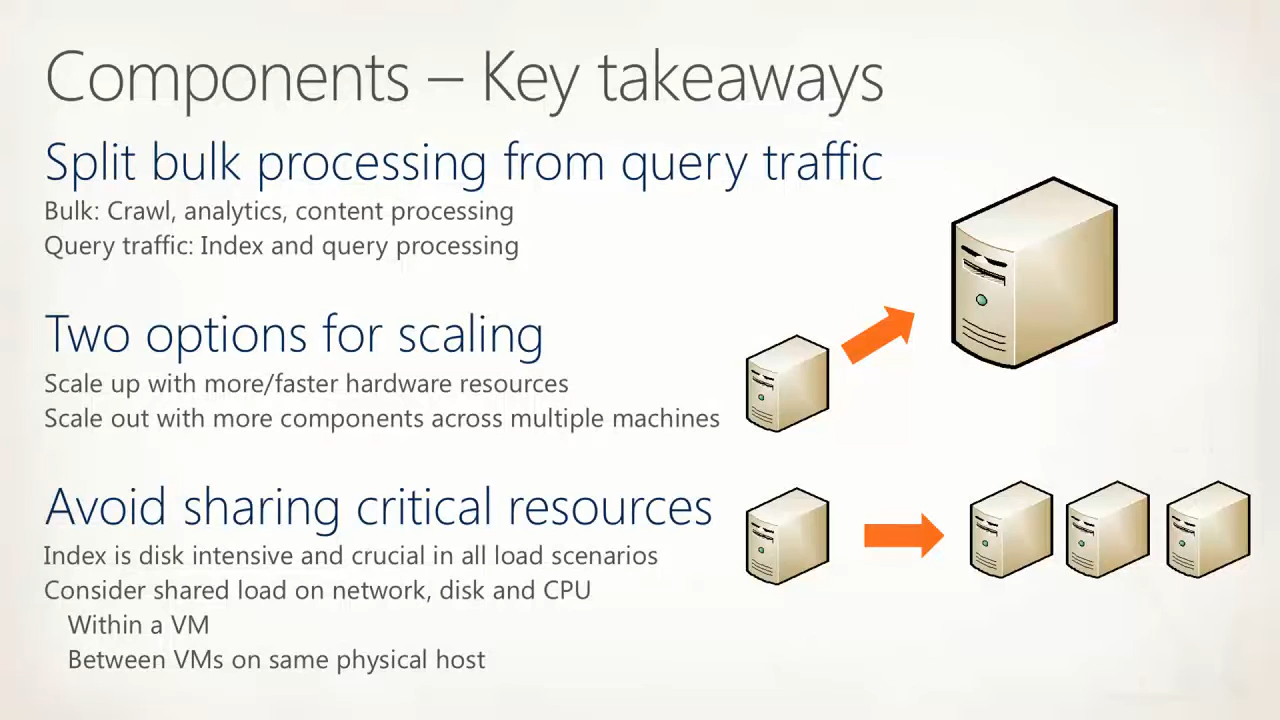 Components – Key takeaways
Split bulk processing from query traffic
Bulk: Crawl, analytics, content processing
Query traffic: Index and query processing
Two options for scaling
Scale up with more/faster hardware resources
Scale out with more components across multiple machines
Avoid sharing critical resources
Index is disk intensive and crucial in all load scenarios
Consider shared load on network, disk and CPU
Within a VM
Between VMs on same physical host